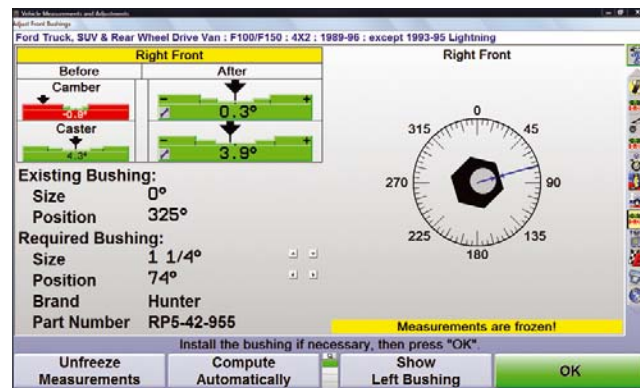 Vehicle Measurements and Adjustments
Adjust Front Bushings
Ford Truck, SUV & Rear Wheel Drive Van : F100/F150 : 4X2 : 1989-96 : except 1993-95 Lightning
Right Front
Before After
Camber
-0.8° 0.3°
Caster
4.3° 3.9°
Existing Bushing:
Size 0°
Position 325°
Required Bushing:
Size 1 1/4°
Position 74°
Brand Hunter
Part Number RP5-42-955
Right Front
0
315 45
270 90
225 135
180
Measurements are frozen!
Install the bushing if necessary, then press "OK".
Unfreeze Measurements
Compute Automatically
Show Left Bushing
OK